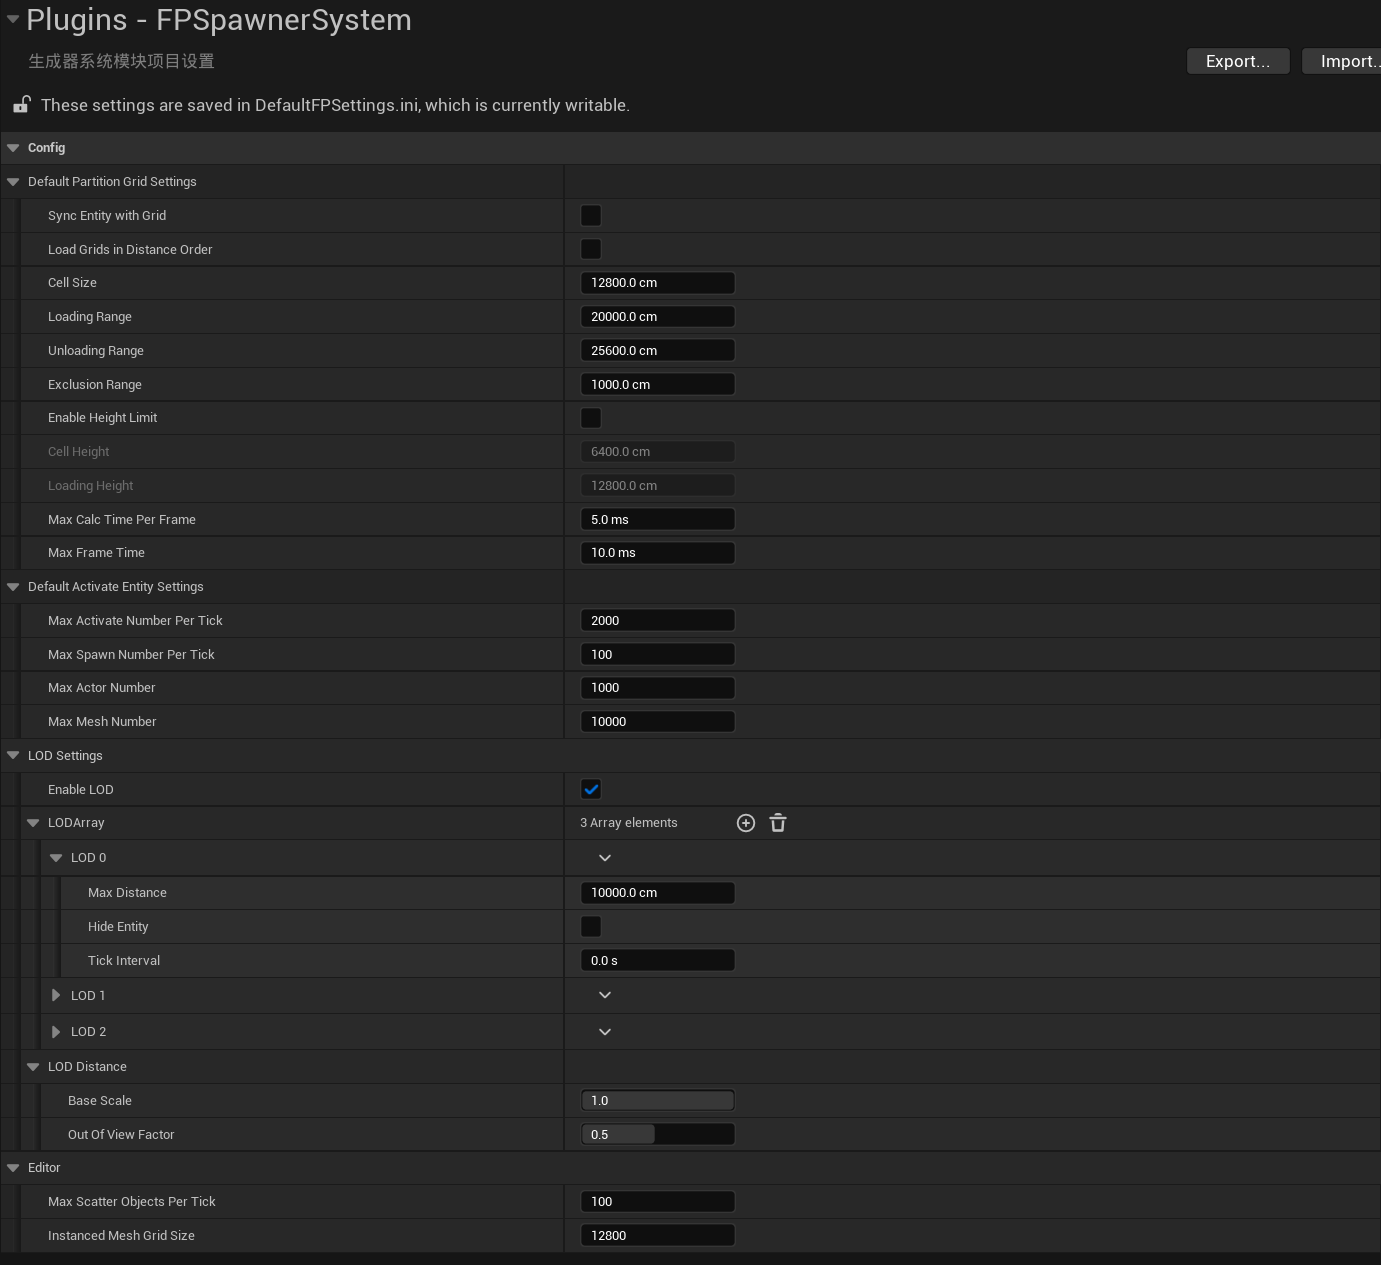 Plugins - FPSpawnerSystem
生成器系统模块项目设置
Export...
Import..
These settings are saved in DefaultFPSettings.ini, which is currently writable.
Config
Default Partition Grid Settings
Sync Entity with Grid
Load Grids in Distance Order
Cell Size 12800.0 cm
Loading Range 20000.0 cm
Unloading Range 25600.0 cm
Exclusion Range 1000.0 cm
Enable Height Limit
Cell Height 6400.0 cm
Loading Height 12800.0 cm
Max Calc Time Per Frame 5.0 ms
Max Frame Time 10.0 ms
Default Activate Entity Settings
Max Activate Number Per Tick 2000
Max Spawn Number Per Tick 100
Max Actor Number 1000
Max Mesh Number 10000
LOD Settings
Enable LOD
LODArray 3 Array elements
LOD 0
Max Distance 10000.0 cm
Hide Entity
Tick Interval 0.0 s
LOD 1
LOD 2
LOD Distance
Base Scale 1.0
Out Of View Factor 0.5
Editor
Max Scatter Objects Per Tick 100
Instanced Mesh Grid Size 12800